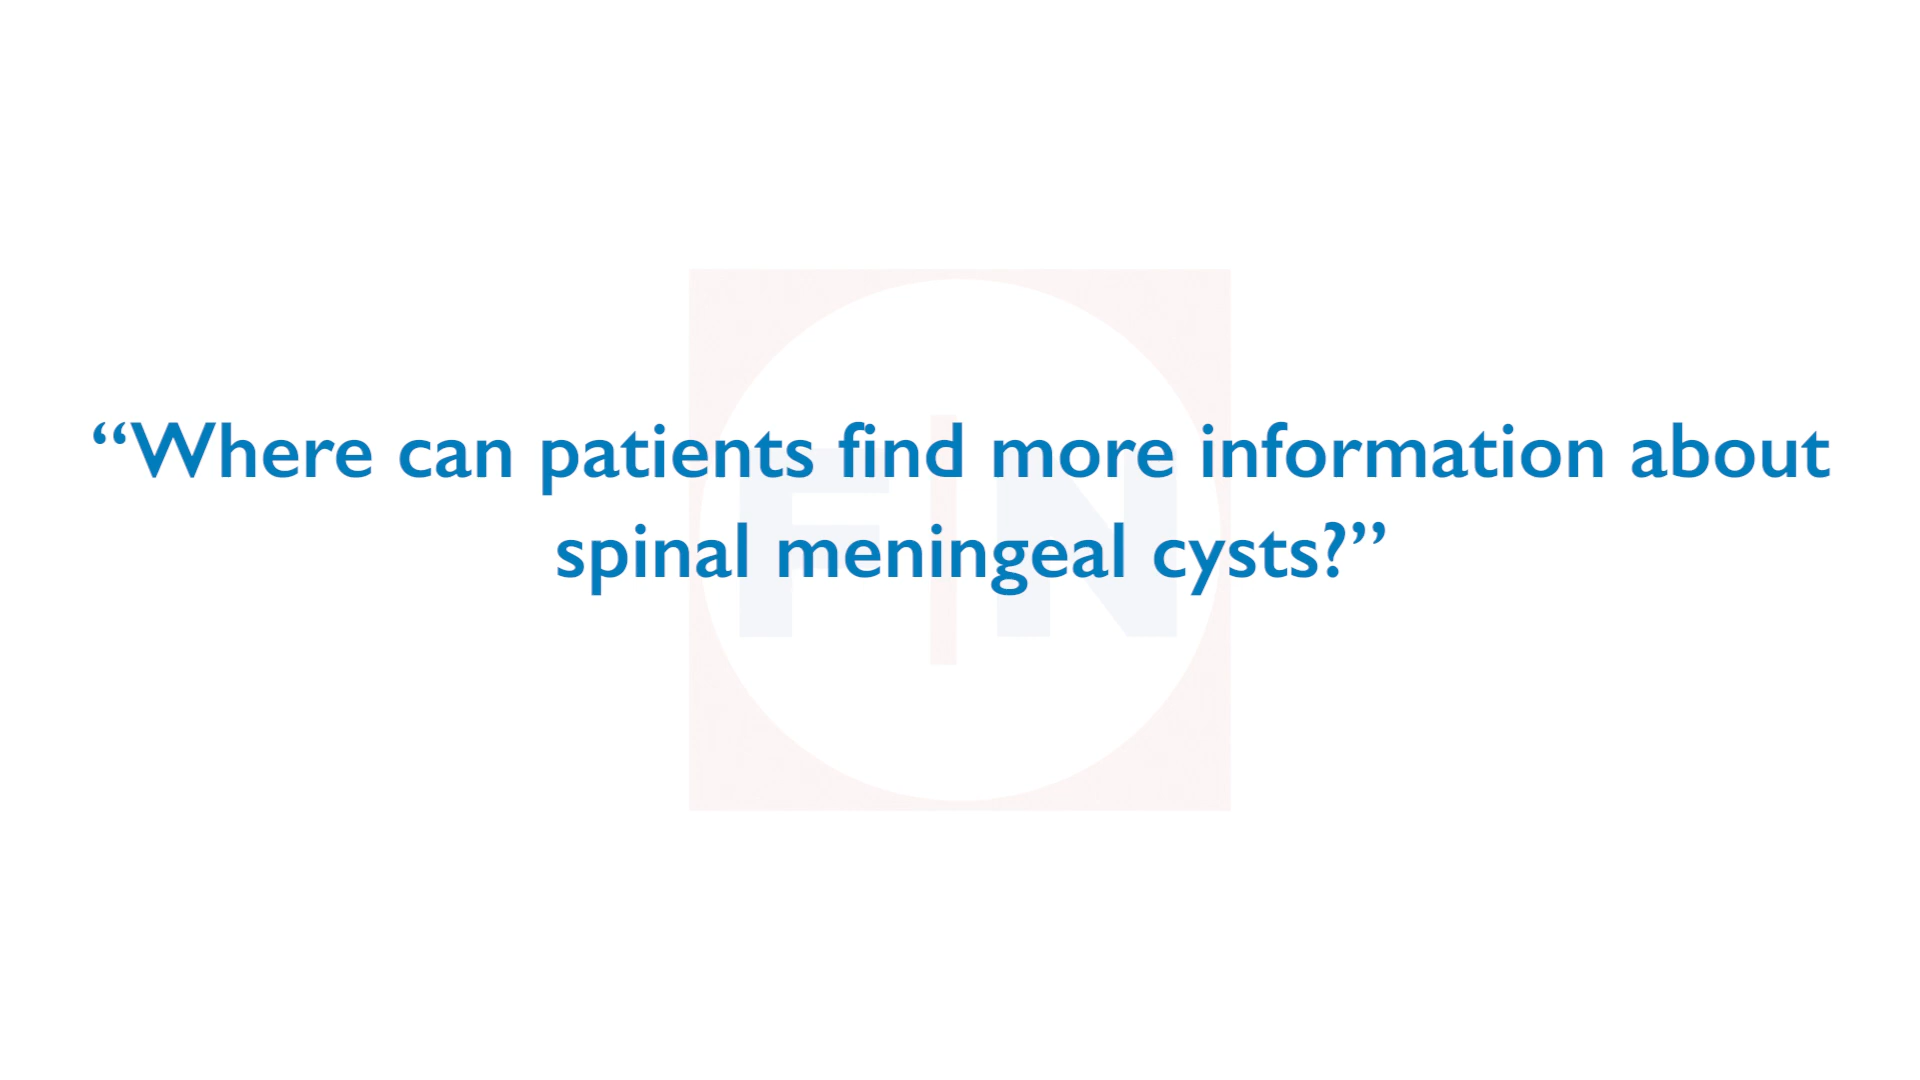 “Where can patients find more information about
spinal meningeal cysts?”
F|N